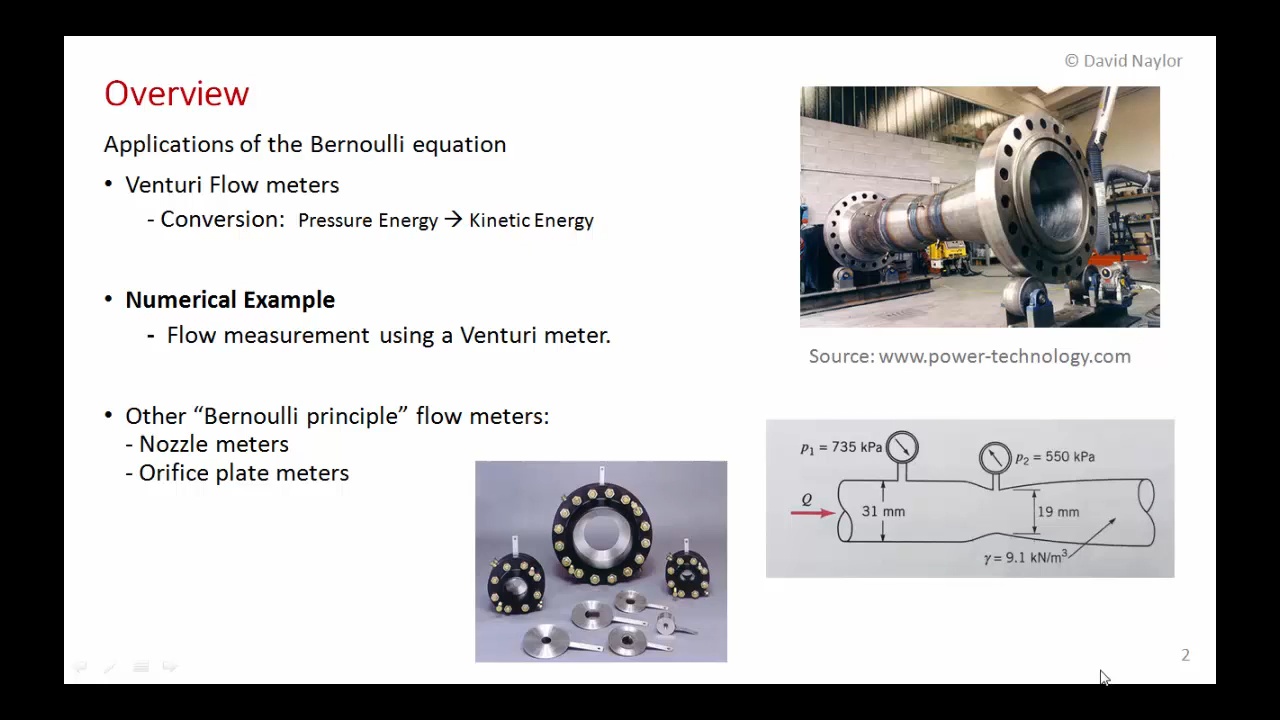 © David Naylor
Overview
Applications of the Bernoulli equation
• Venturi Flow meters
- Conversion: Pressure Energy → Kinetic Energy
• Numerical Example
- Flow measurement using a Venturi meter.
Source: www.power-technology.com
• Other “Bernoulli principle” flow meters:
- Nozzle meters
- Orifice plate meters
p₁ = 735 kPa
p₂ = 550 kPa
Q
31 mm
19 mm
γ = 9.1 kN/m³
2